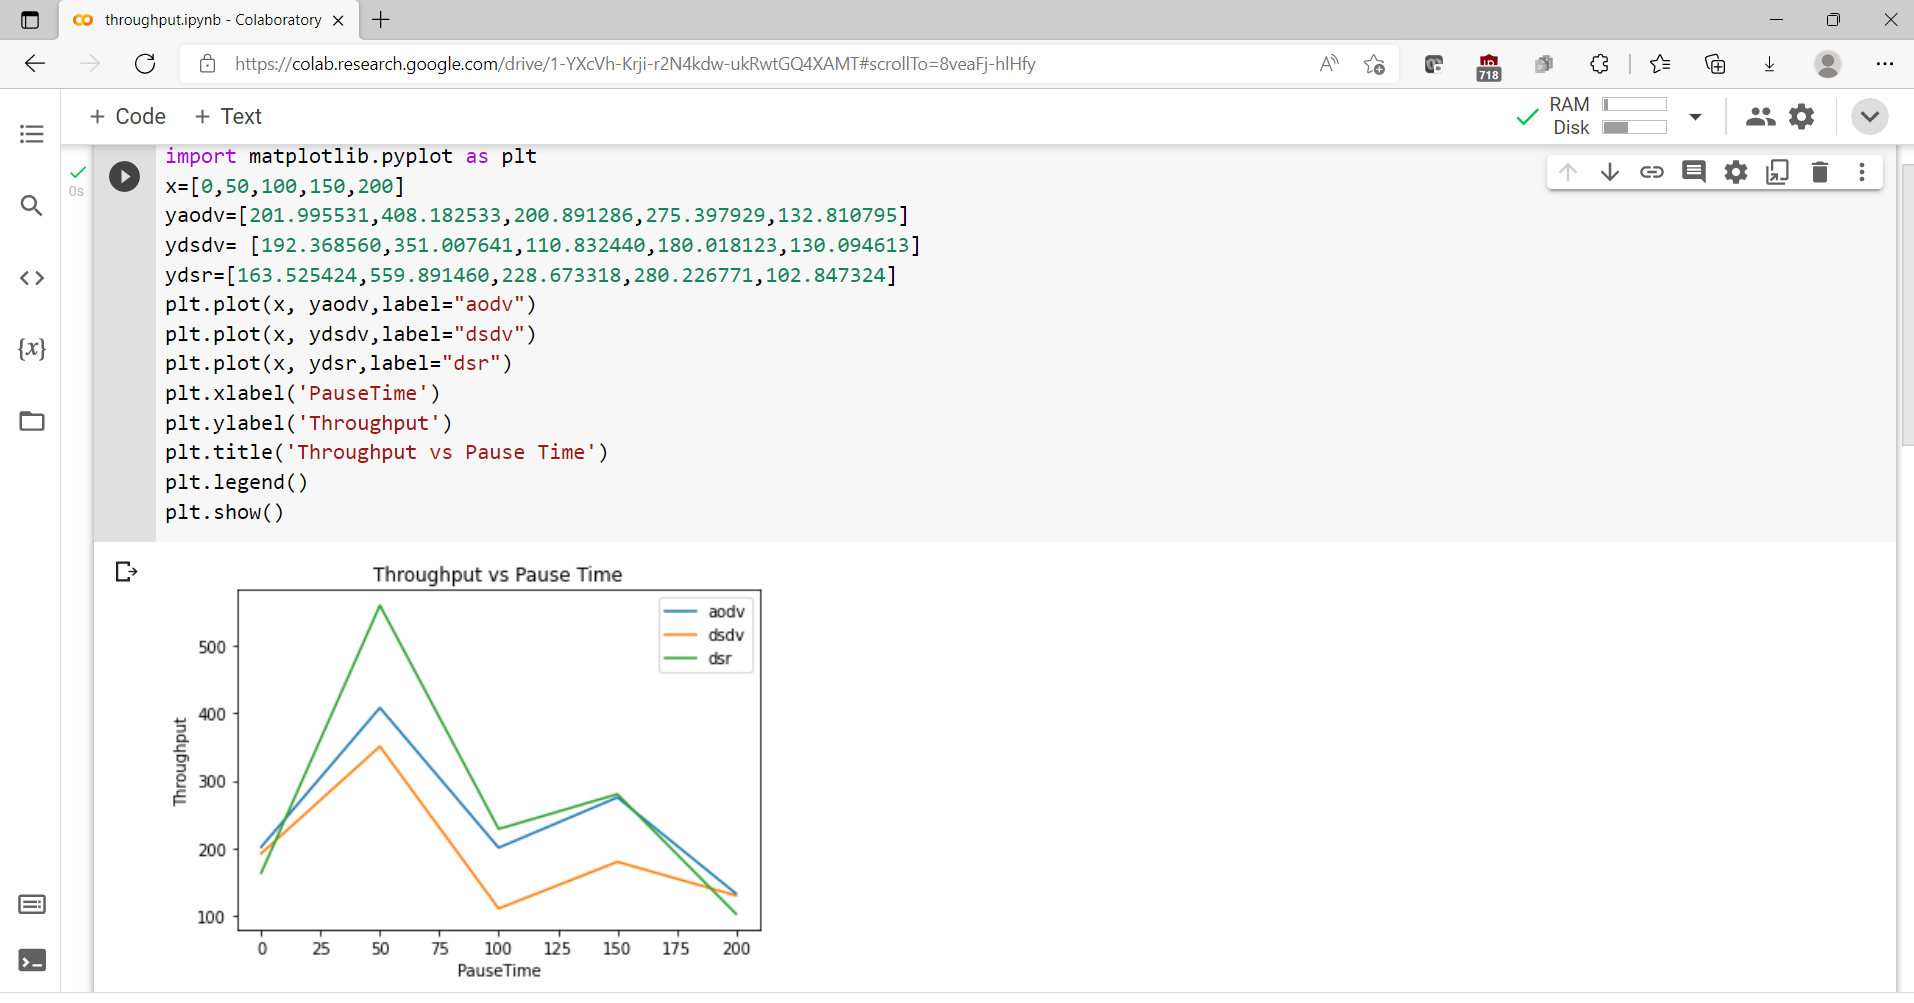 throughput.ipynb - Colaboratory
https://colab.research.google.com/drive/1-YXcVh-Krji-r2N4kdw-ukRwtGQ4XAMT#scrollTo=8veaFj-hlHfy
718
+ Code + Text
RAM
Disk
0s
import matplotlib.pyplot as plt
x=[0,50,100,150,200]
yaodv=[201.995531,408.182533,200.891286,275.397929,132.810795]
ydsdv= [192.368560,351.007641,110.832440,180.018123,130.094613]
ydsr=[163.525424,559.891460,228.673318,280.226771,102.847324]
plt.plot(x, yaodv,label="aodv")
plt.plot(x, ydsdv,label="dsdv")
plt.plot(x, ydsr,label="dsr")
plt.xlabel('PauseTime')
plt.ylabel('Throughput')
plt.title('Throughput vs Pause Time')
plt.legend()
plt.show()
{x}
Throughput vs Pause Time
aodv
dsdv
dsr
Throughput
500
400
300
200
100
0 25 50 75 100 125 150 175 200
PauseTime